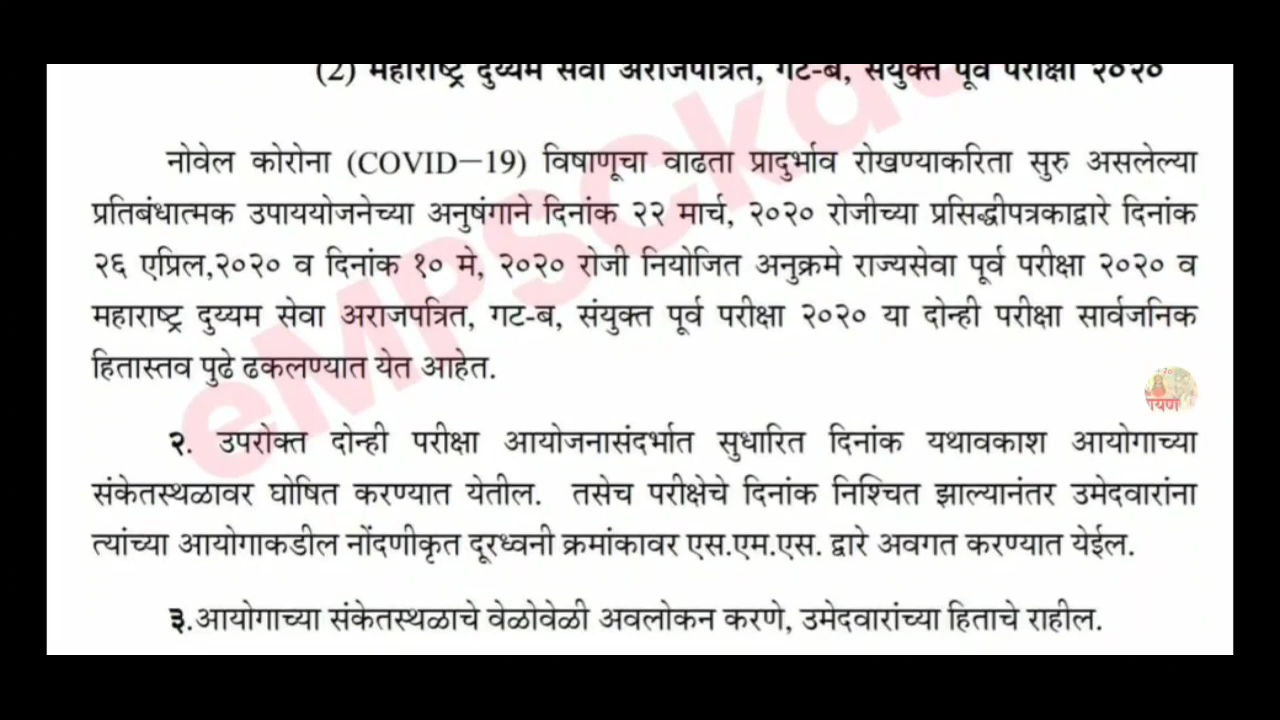 (2) महाराष्ट्र दुय्यम सेवा अराजपत्रित, गट-ब, संयुक्त पूर्व परीक्षा २०२०
नोवेल कोरोना (COVID–19) विषाणूचा वाढता प्रादुर्भाव रोखण्याकरिता सुरु असलेल्या
प्रतिबंधात्मक उपाययोजनेच्या अनुषंगाने दिनांक २२ मार्च, २०२० रोजीच्या प्रसिद्धीपत्रकाद्वारे दिनांक
२६ एप्रिल,२०२० व दिनांक १० मे, २०२० रोजी नियोजित अनुक्रमे राज्यसेवा पूर्व परीक्षा २०२० व
महाराष्ट्र दुय्यम सेवा अराजपत्रित, गट-ब, संयुक्त पूर्व परीक्षा २०२० या दोन्ही परीक्षा सार्वजनिक
हितास्तव पुढे ढकलण्यात येत आहेत.
२. उपरोक्त दोन्ही परीक्षा आयोजनासंदर्भात सुधारित दिनांक यथावकाश आयोगाच्या
संकेतस्थळावर घोषित करण्यात येतील. तसेच परीक्षेचे दिनांक निश्चित झाल्यानंतर उमेदवारांना
त्यांच्या आयोगाकडील नोंदणीकृत दूरध्वनी क्रमांकावर एस.एम.एस. द्वारे अवगत करण्यात येईल.
३.आयोगाच्या संकेतस्थळाचे वेळोवेळी अवलोकन करणे, उमेदवारांच्या हिताचे राहील.
eMPSCkat